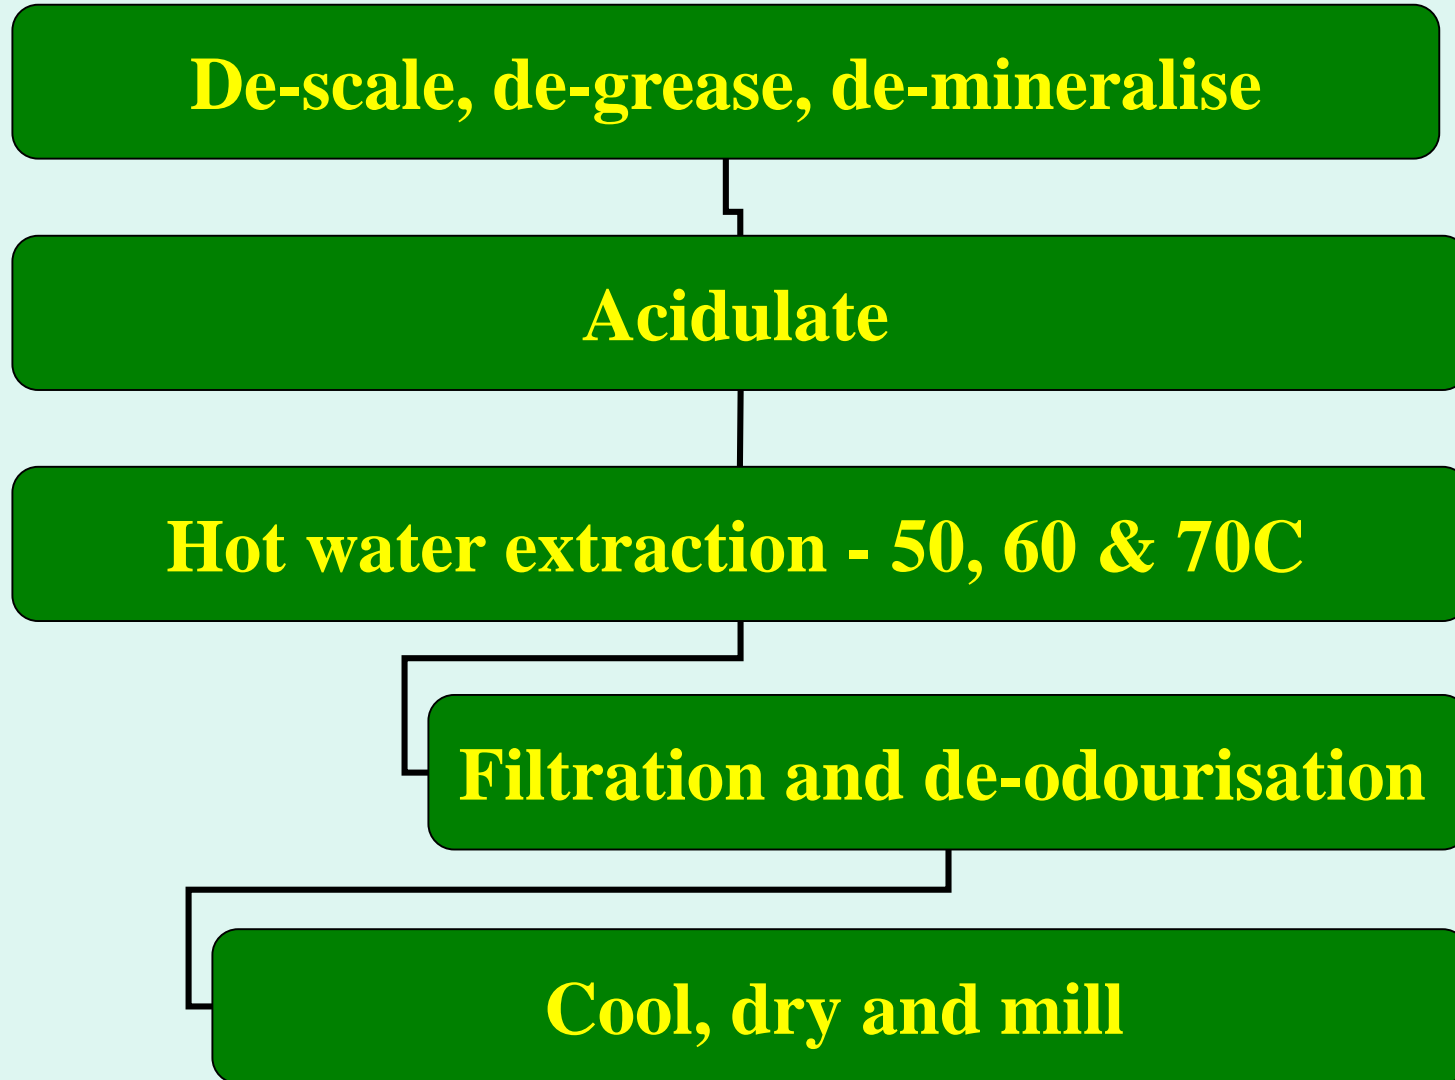 De-scale, de-grease, de-mineralise
Acidulate
Hot water extraction - 50, 60 & 70C
Filtration and de-odourisation
Cool, dry and mill